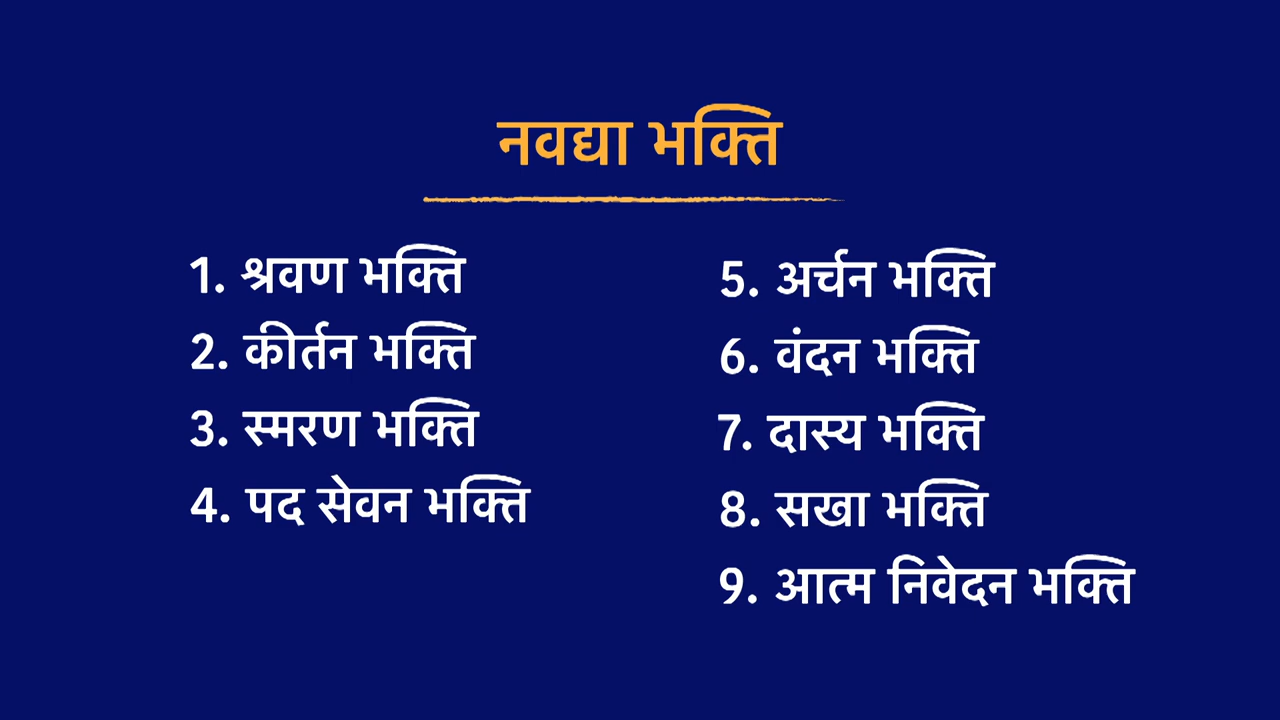 नवद्या भक्ति
1. श्रवण भक्ति
2. कीर्तन भक्ति
3. स्मरण भक्ति
4. पद सेवन भक्ति
5. अर्चन भक्ति
6. वंदन भक्ति
7. दास्य भक्ति
8. सखा भक्ति
9. आत्म निवेदन भक्ति